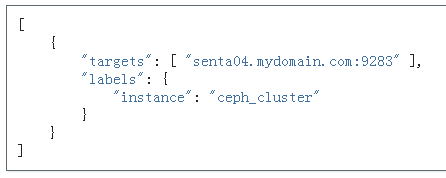 [
    {
        "targets": [ "senta04.mydomain.com:9283" ],
        "labels": {
            "instance": "ceph_cluster"
        }
    }
]